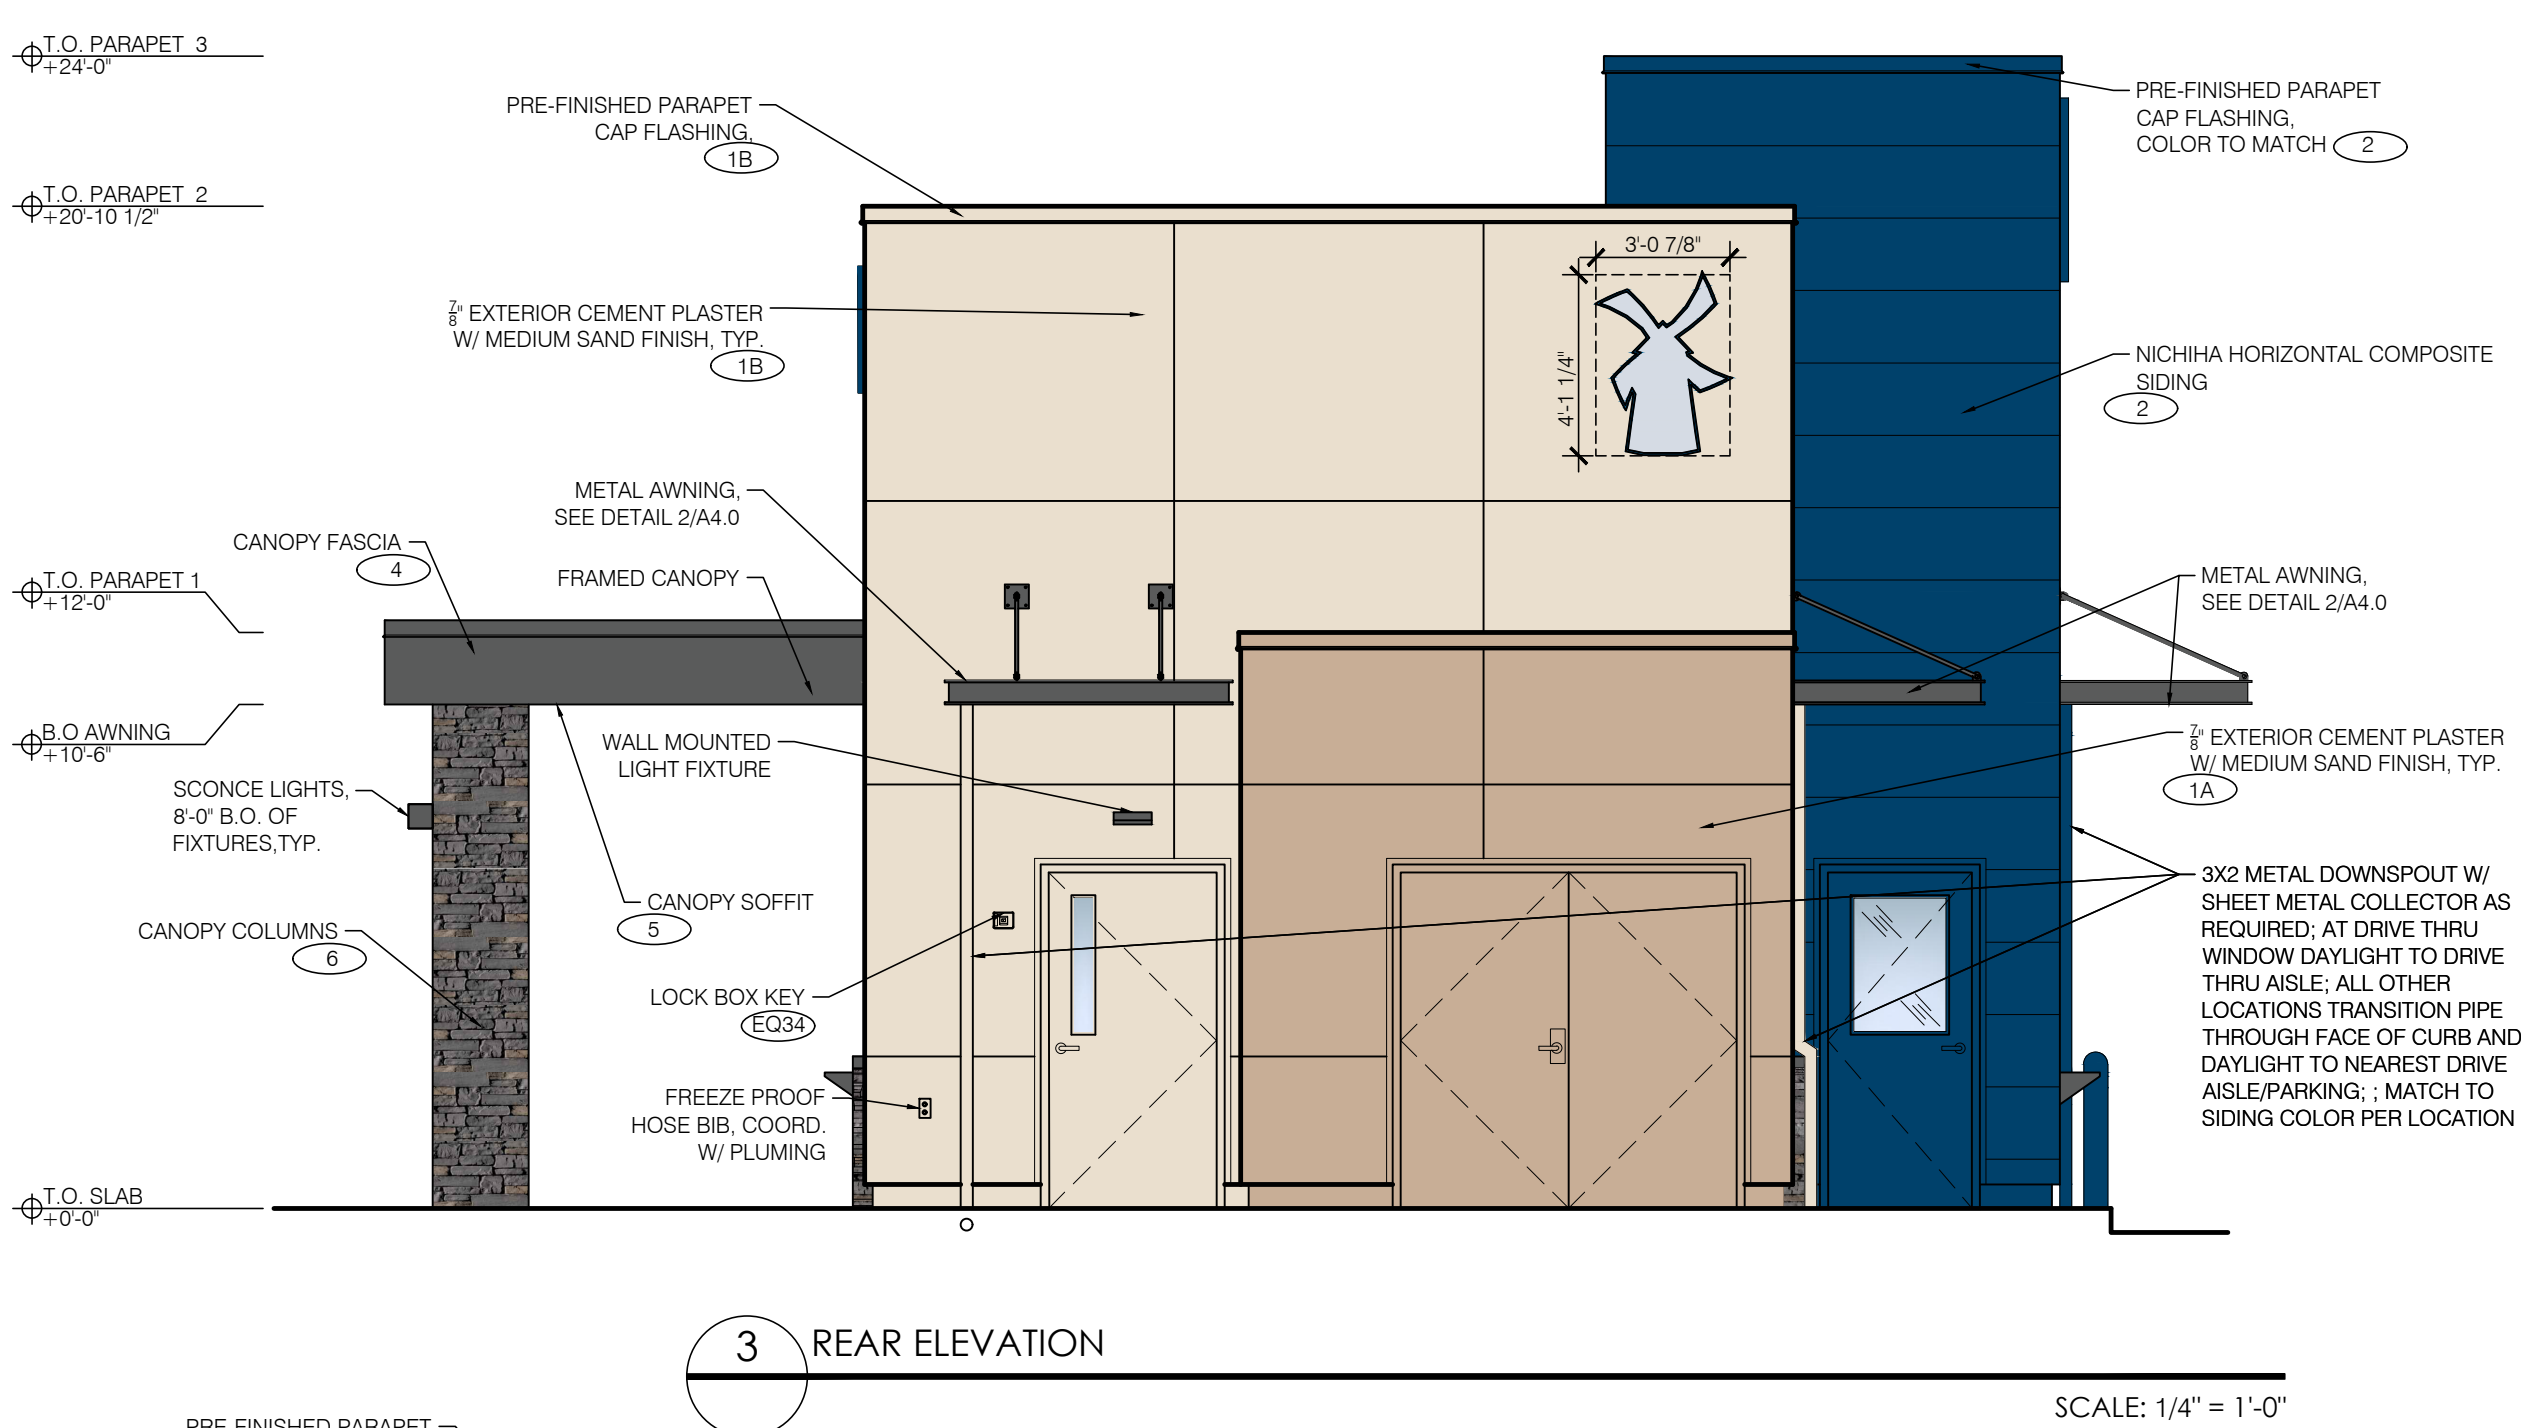 T.O. PARAPET 3
+24'-0"
T.O. PARAPET 2
+20'-10 1/2"
T.O. PARAPET 1
+12'-0"
B.O AWNING
+10'-6"
T.O. SLAB
+0'-0"
PRE-FINISHED PARAPET
CAP FLASHING,
1B
7/8" EXTERIOR CEMENT PLASTER
W/ MEDIUM SAND FINISH, TYP.
1B
METAL AWNING,
SEE DETAIL 2/A4.0
CANOPY FASCIA
4
FRAMED CANOPY
WALL MOUNTED
LIGHT FIXTURE
SCONCE LIGHTS,
8'-0" B.O. OF
FIXTURES,TYP.
CANOPY SOFFIT
5
CANOPY COLUMNS
6
LOCK BOX KEY
EQ34
FREEZE PROOF
HOSE BIB, COORD.
W/ PLUMING
3'-0 7/8"
4'-1 1/4"
PRE-FINISHED PARAPET
CAP FLASHING,
COLOR TO MATCH 2
NICHIHA HORIZONTAL COMPOSITE
SIDING
2
METAL AWNING,
SEE DETAIL 2/A4.0
7/8" EXTERIOR CEMENT PLASTER
W/ MEDIUM SAND FINISH, TYP.
1A
3X2 METAL DOWNSPOUT W/
SHEET METAL COLLECTOR AS
REQUIRED; AT DRIVE THRU
WINDOW DAYLIGHT TO DRIVE
THRU AISLE; ALL OTHER
LOCATIONS TRANSITION PIPE
THROUGH FACE OF CURB AND
DAYLIGHT TO NEAREST DRIVE
AISLE/PARKING; ; MATCH TO
SIDING COLOR PER LOCATION
3 REAR ELEVATION
SCALE: 1/4" = 1'-0"
PRE-FINISHED PARAPET